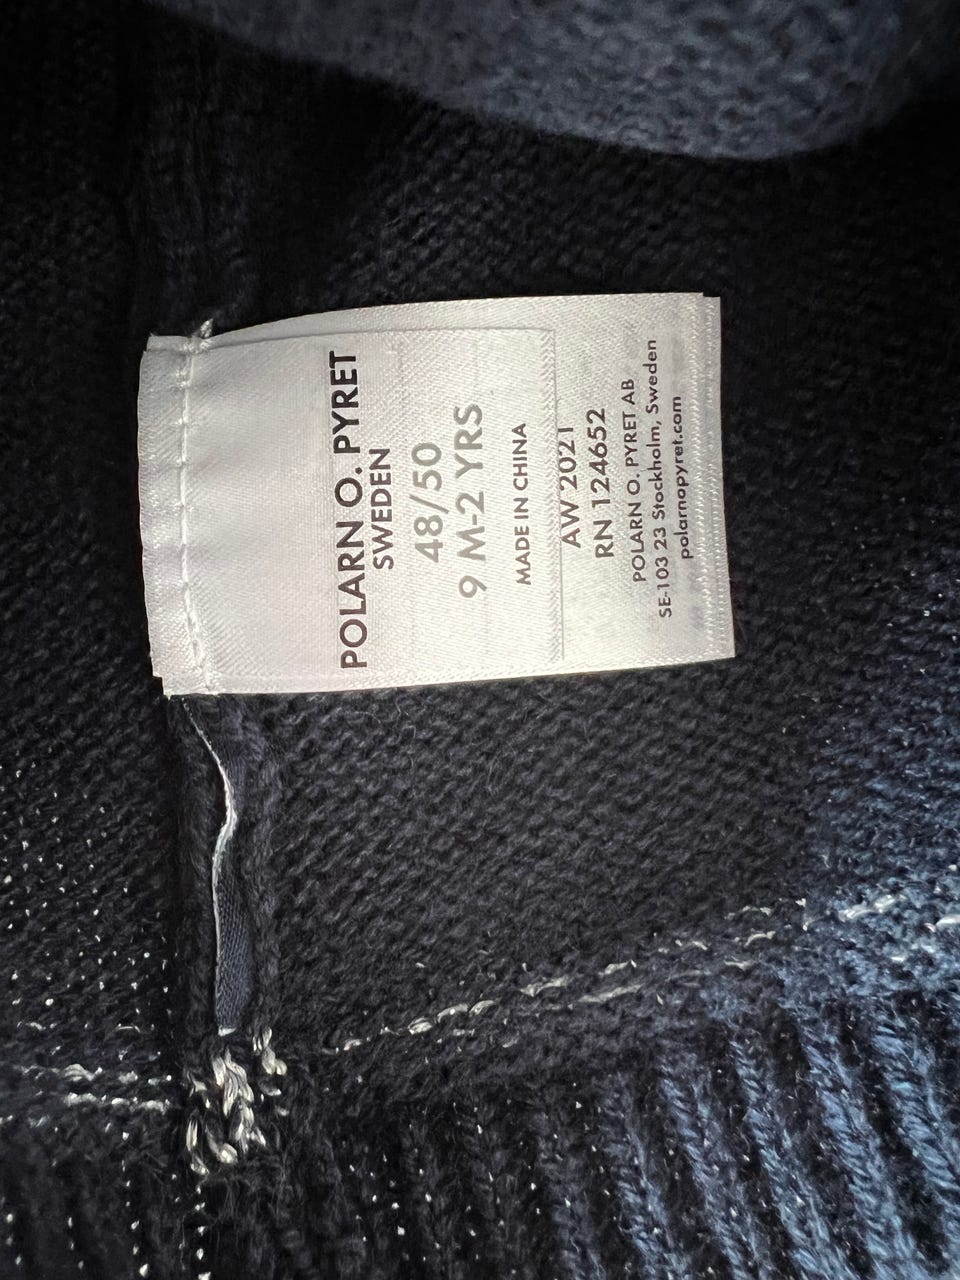 POLARN O. PYRET
SWEDEN
48/50
9 M-2 YRS
MADE IN CHINA
AW 2021
RN 124652
POLARN O. PYRET AB
SE-103 23 Stockholm, Sweden
polarnopyret.com